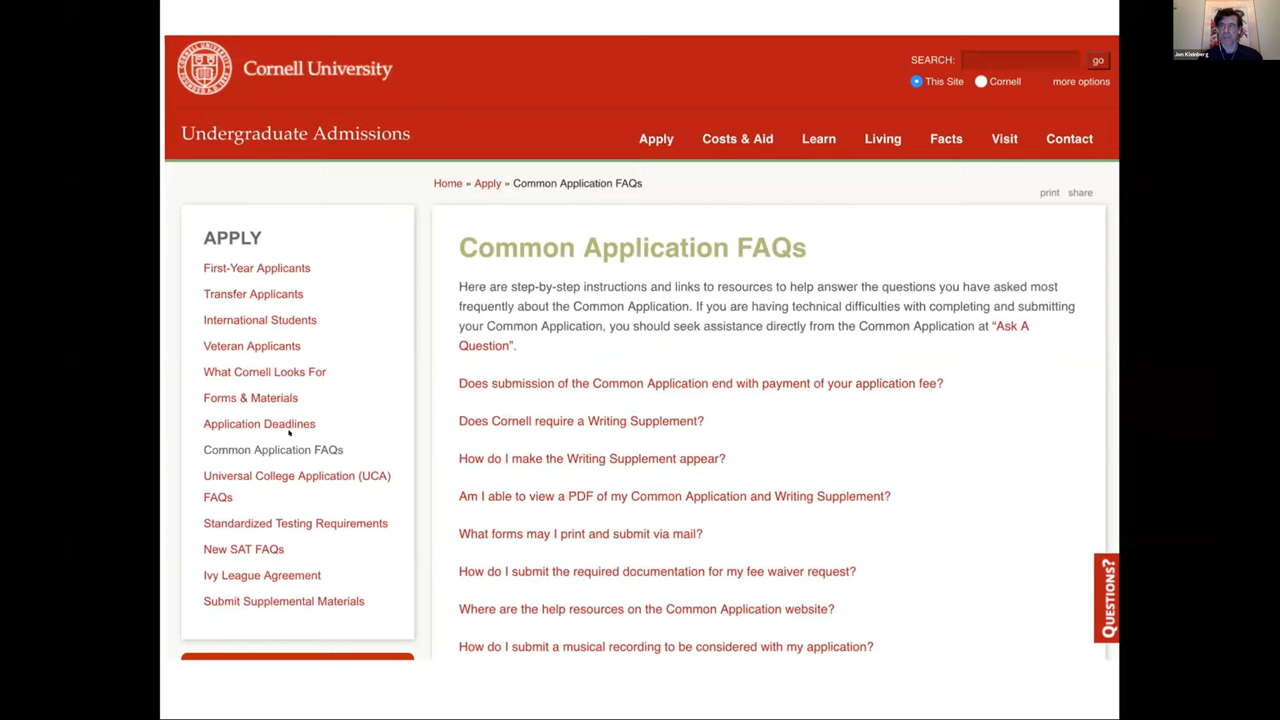 Cornell University
SEARCH:
go
This Site
Cornell
more options
Undergraduate Admissions
Apply
Costs & Aid
Learn
Living
Facts
Visit
Contact
Home » Apply » Common Application FAQs
print
share
APPLY
First-Year Applicants
Transfer Applicants
International Students
Veteran Applicants
What Cornell Looks For
Forms & Materials
Application Deadlines
Common Application FAQs
Universal College Application (UCA)
FAQs
Standardized Testing Requirements
New SAT FAQs
Ivy League Agreement
Submit Supplemental Materials
Common Application FAQs
Here are step-by-step instructions and links to resources to help answer the questions you have asked most
frequently about the Common Application. If you are having technical difficulties with completing and submitting
your Common Application, you should seek assistance directly from the Common Application at “Ask A
Question”.
Does submission of the Common Application end with payment of your application fee?
Does Cornell require a Writing Supplement?
How do I make the Writing Supplement appear?
Am I able to view a PDF of my Common Application and Writing Supplement?
What forms may I print and submit via mail?
How do I submit the required documentation for my fee waiver request?
Where are the help resources on the Common Application website?
How do I submit a musical recording to be considered with my application?
QUESTIONS?
Jon Kleinberg